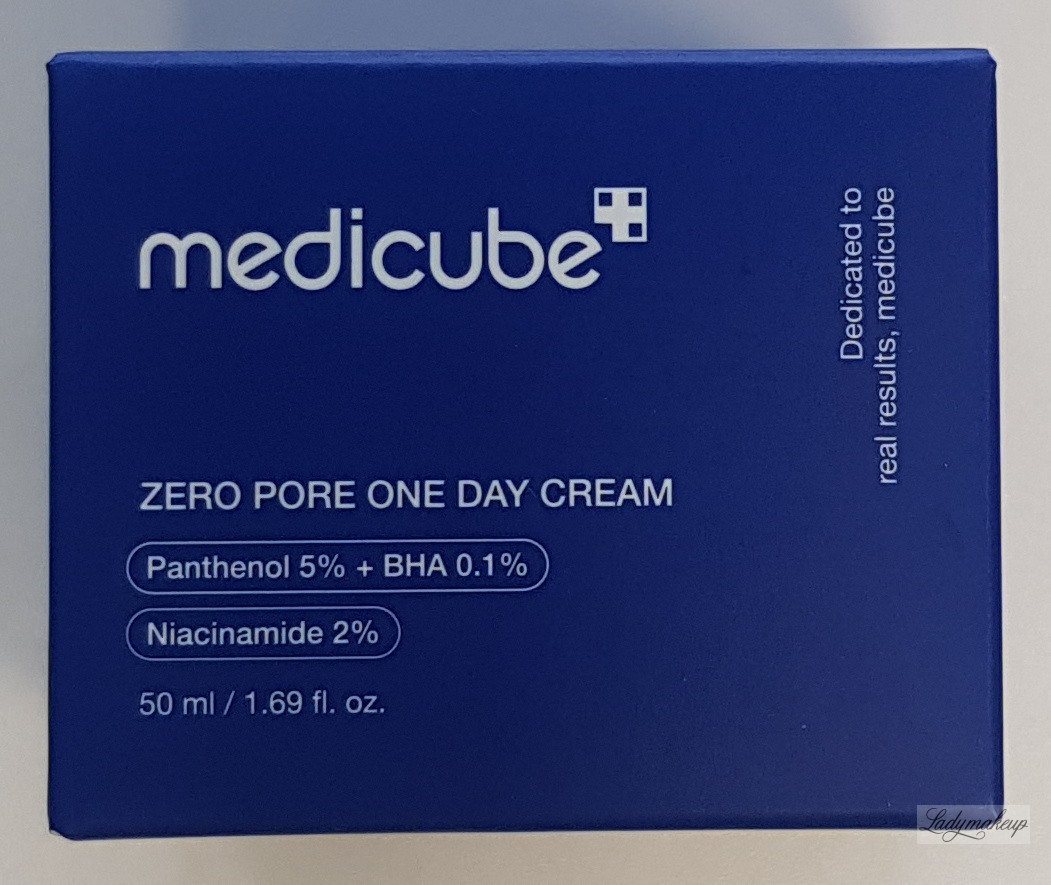 medicube
Dedicated to
real results, medicube
ZERO PORE ONE DAY CREAM
Panthenol 5% + BHA 0.1%
Niacinamide 2%
50 ml / 1.69 fl. oz.
Ladymakeup